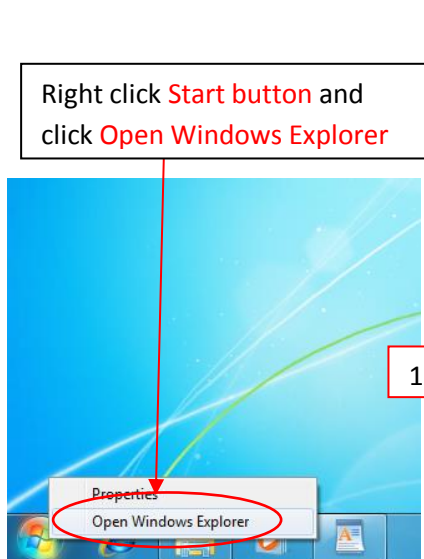 Right click Start button and
click Open Windows Explorer
1
Properties
Open Windows Explorer
A